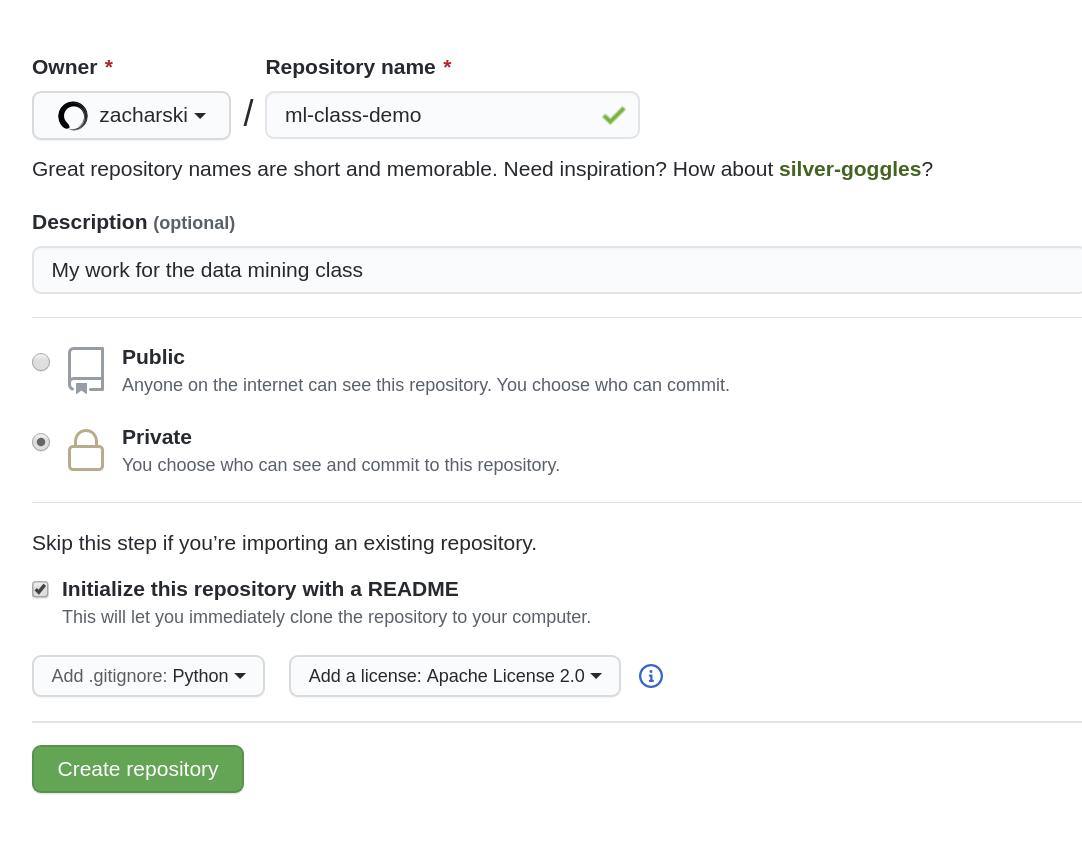 Owner * Repository name *
zacharski / ml-class-demo
Great repository names are short and memorable. Need inspiration? How about silver-goggles?
Description (optional)
My work for the data mining class
Public
Anyone on the internet can see this repository. You choose who can commit.
Private
You choose who can see and commit to this repository.
Skip this step if you’re importing an existing repository.
Initialize this repository with a README
This will let you immediately clone the repository to your computer.
Add .gitignore: Python Add a license: Apache License 2.0
Create repository